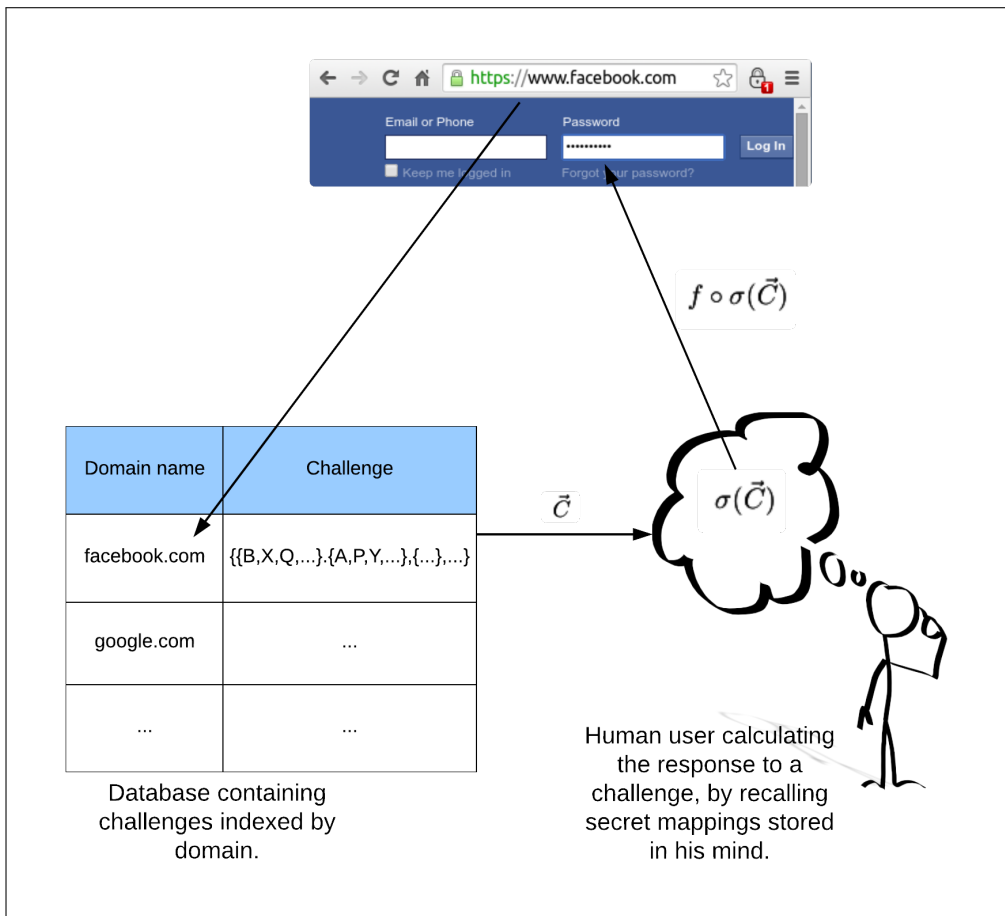 https://www.facebook.com
1
Email or Phone
Password
••••••••••
Log In
Keep me logged in
Forgot your password?
f ∘ σ(C⃗)
Domain name
Challenge
C⃗
σ(C⃗)
facebook.com
{{B,X,Q,...}.{A,P,Y,...},{...},...}
google.com
...
...
...
Database containing
challenges indexed by
domain.
Human user calculating
the response to a
challenge, by recalling
secret mappings stored
in his mind.